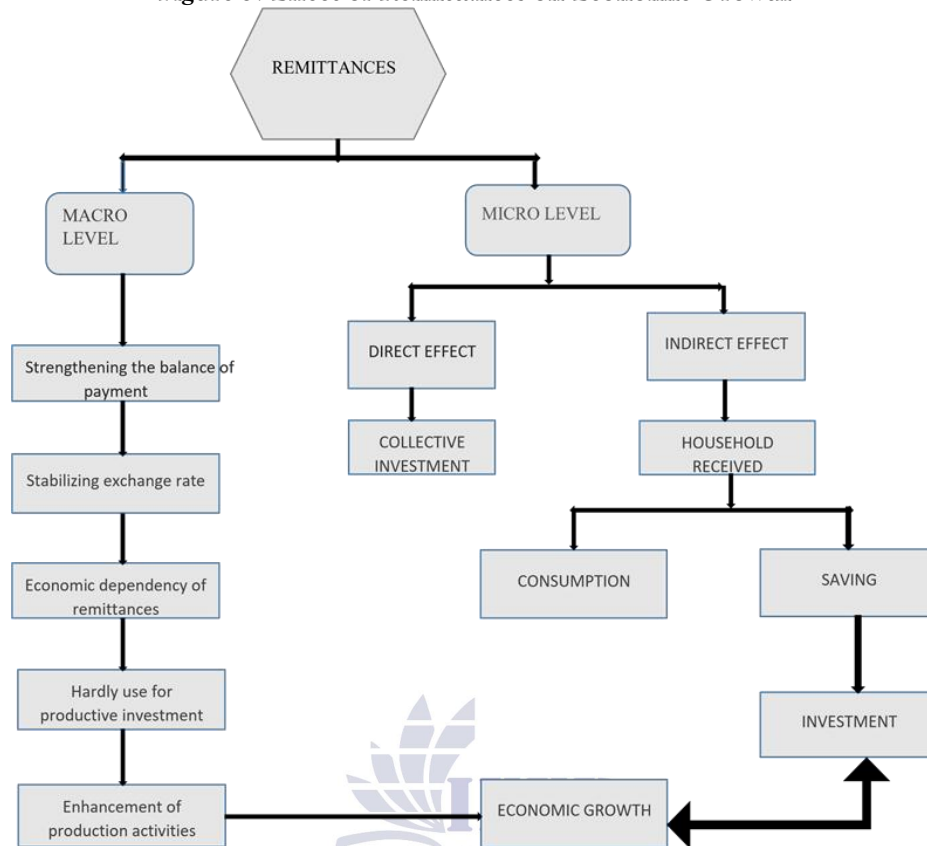 REMITTANCES
MACRO
LEVEL
MICRO LEVEL
Strengthening the balance of
payment
DIRECT EFFECT
INDIRECT EFFECT
COLLECTIVE
INVESTMENT
HOUSEHOLD
RECEIVED
Stabilizing exchange rate
Economic dependency of
remittances
CONSUMPTION
SAVING
Hardly use for
productive investment
INVESTMENT
Enhancement of
production activities
ECONOMIC GROWTH